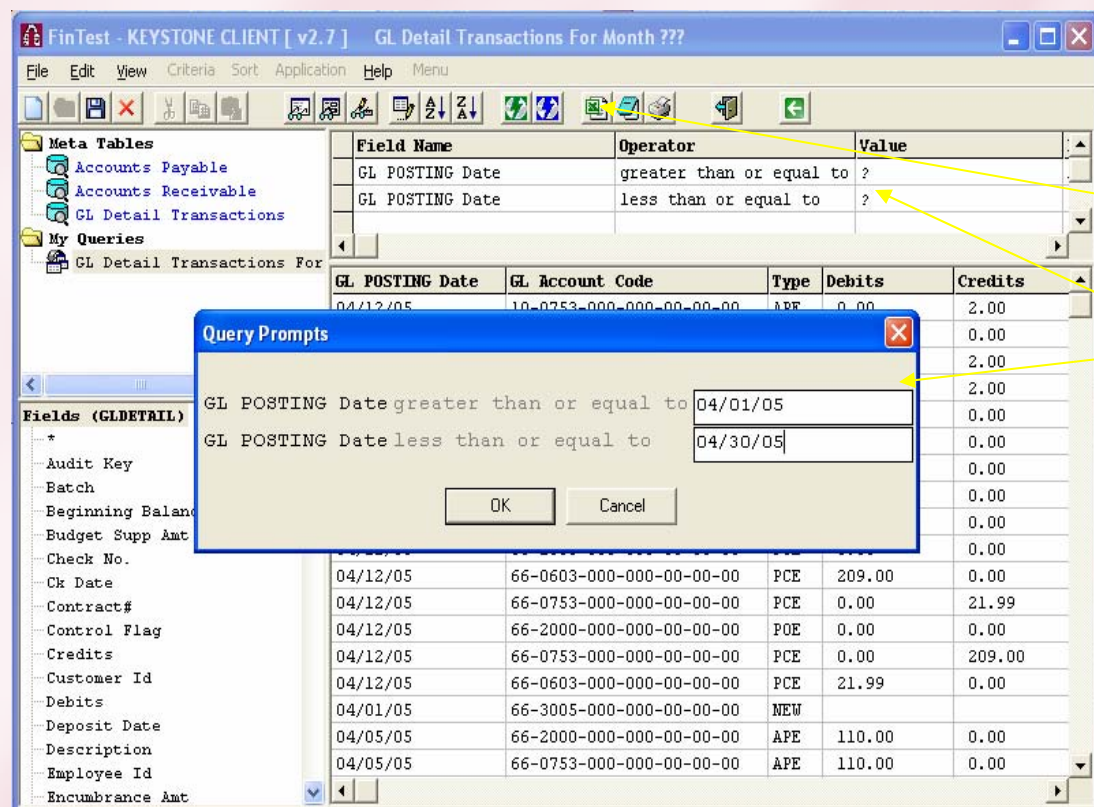 FinTest - KEYSTONE CLIENT [ v2.7 ] GL Detail Transactions For Month ???
File Edit View Criteria Sort Application Help Menu
Meta Tables
Accounts Payable
Accounts Receivable
GL Detail Transactions
My Queries
GL Detail Transactions For
Field Name Operator Value
GL POSTING Date greater than or equal to ?
GL POSTING Date less than or equal to ?
GL POSTING Date GL Account Code Type Debits Credits
04/12/05 10-0753-000-000-00-00-00 APE 0.00 2.00
0.00
2.00
2.00
0.00
0.00
0.00
0.00
0.00
0.00
Query Prompts
GL POSTING Date greater than or equal to 04/01/05
GL POSTING Date less than or equal to 04/30/05
OK Cancel
04/12/05 66-0603-000-000-00-00-00 PCE 209.00 0.00
04/12/05 66-0753-000-000-00-00-00 PCE 0.00 21.99
04/12/05 66-2000-000-000-00-00-00 POE 0.00 0.00
04/12/05 66-0753-000-000-00-00-00 PCE 0.00 209.00
04/12/05 66-0603-000-000-00-00-00 PCE 21.99 0.00
04/01/05 66-3005-000-000-00-00-00 NEW
04/05/05 66-2000-000-000-00-00-00 APE 110.00 0.00
04/05/05 66-0753-000-000-00-00-00 APE 110.00 0.00
Fields (GLDETAIL)
*
Audit Key
Batch
Beginning Balanc
Budget Supp Amt
Check No.
Ck Date
Contract#
Control Flag
Credits
Customer Id
Debits
Deposit Date
Description
Employee Id
Encumbrance Amt